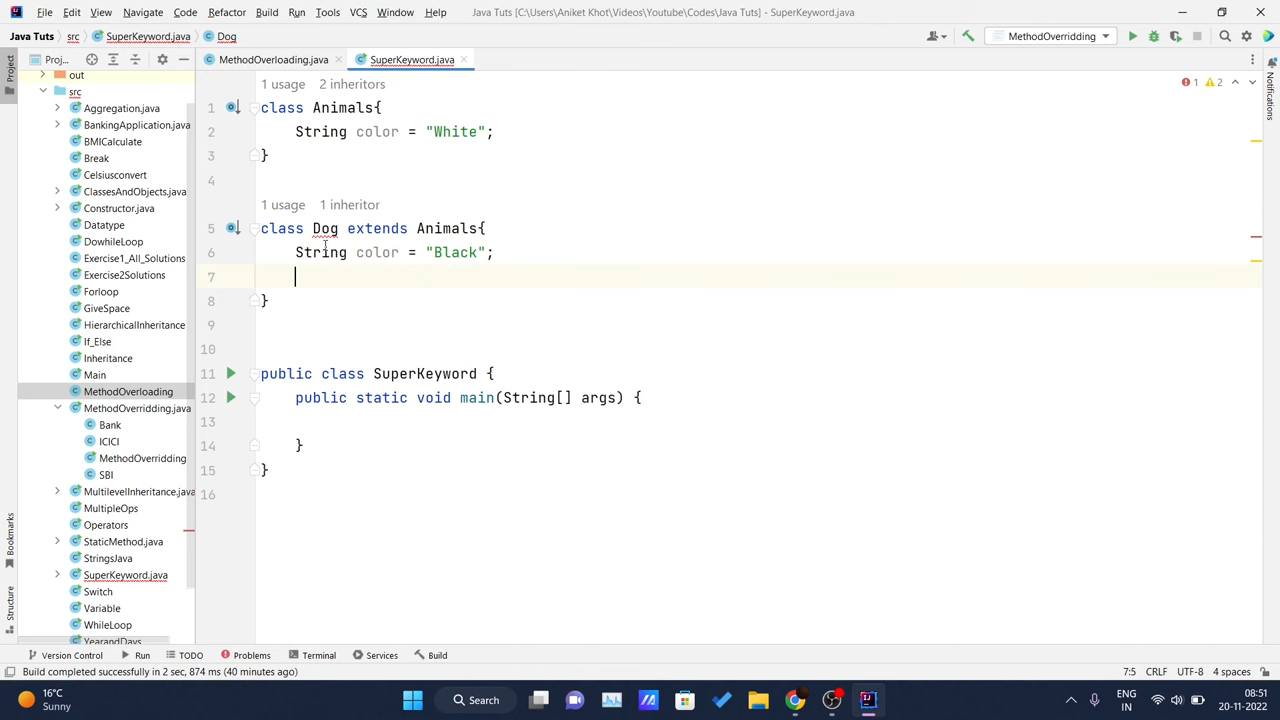 File Edit View Navigate Code Refactor Build Run Tools VCS Window Help Java Tuts [C:\Users\Aniket Khot\Videos\Youtube\Codes\Java Tuts] - SuperKeyword.java
Java Tuts src SuperKeyword.java Dog MethodOverridding
Project Proj... MethodOverloading.java SuperKeyword.java
out
src
Aggregation.java
BankingApplication.java
BMICalculate
Break
Celsiusconvert
ClassesAndObjects.java
Constructor.java
Datatype
DowhileLoop
Exercise1_All_Solutions
Exercise2Solutions
Forloop
GiveSpace
HierarchicalInheritance
If_Else
Inheritance
Main
MethodOverloading
MethodOverridding.java
Bank
ICICI
MethodOverridding
SBI
MultilevelInheritance.java
MultipleOps
Operators
StaticMethod.java
StringsJava
SuperKeyword.java
Switch
Variable
WhileLoop
YearandDays
1 usage 2 inheritors
1 class Animals{
2 String color = "White";
3 }
4
1 usage 1 inheritor
5 class Dog extends Animals{
6 String color = "Black";
7
8 }
9
10
11 public class SuperKeyword {
12 public static void main(String[] args) {
13
14 }
15 }
16
1 2
Notifications
Bookmarks
Structure
Version Control Run TODO Problems Terminal Services Build
Build completed successfully in 2 sec, 874 ms (40 minutes ago) 7:5 CRLF UTF-8 4 spaces
16°C
Sunny
Search
ENG
IN
08:51
20-11-2022